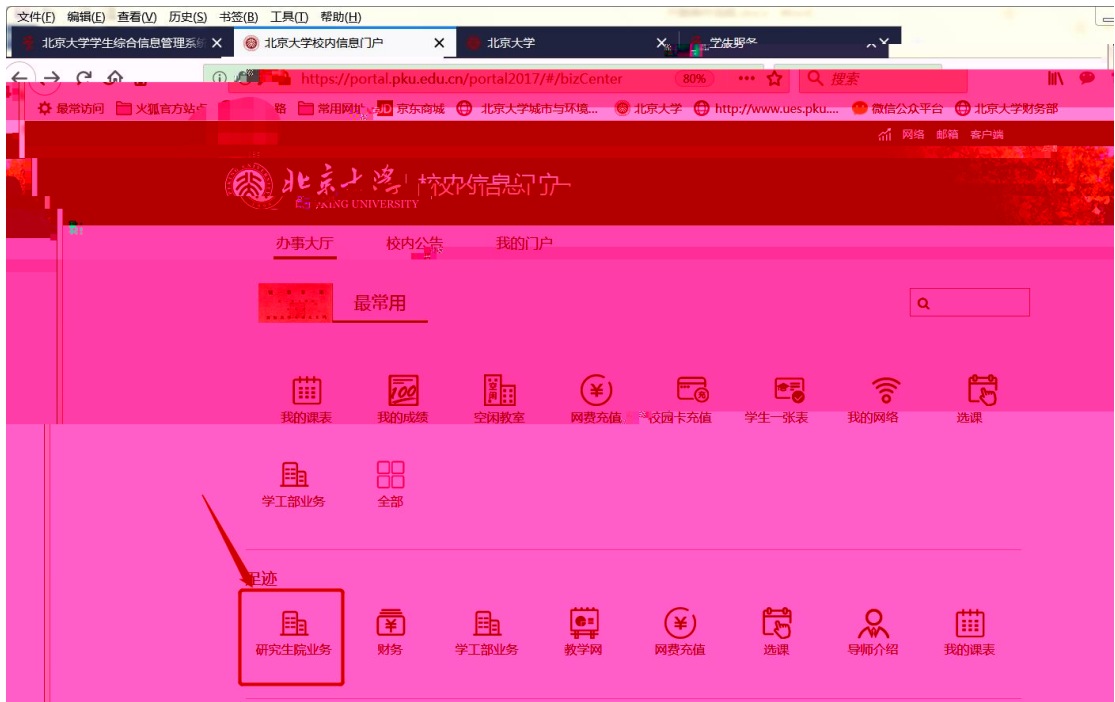 文件(F) 编辑(E) 查看(V) 历史(S) 书签(B) 工具(T) 帮助(H)
北京大学学生综合信息管理系统 北京大学校内信息门户 北京大学
https://portal.pku.edu.cn/portal2017/#/bizCenter 80% 搜索
最常访问 火狐官方站点 常用网址 JD 京东商城 北京大学城市与环境... 北京大学 http://www.ues.pku.... 微信公众平台 北京大学财务部
网络 邮箱 客户端
北京大学 校内信息门户
UNIVERSITY
办事大厅 校内公告 我的门户
最常用
我的课表 我的成绩 空闲教室 网费充值 校园卡充值 学生一张表 我的网络 选课
学工部业务 全部
足迹
研究生院业务 财务 学工部业务 教学网 网费充值 选课 导师介绍 我的课表